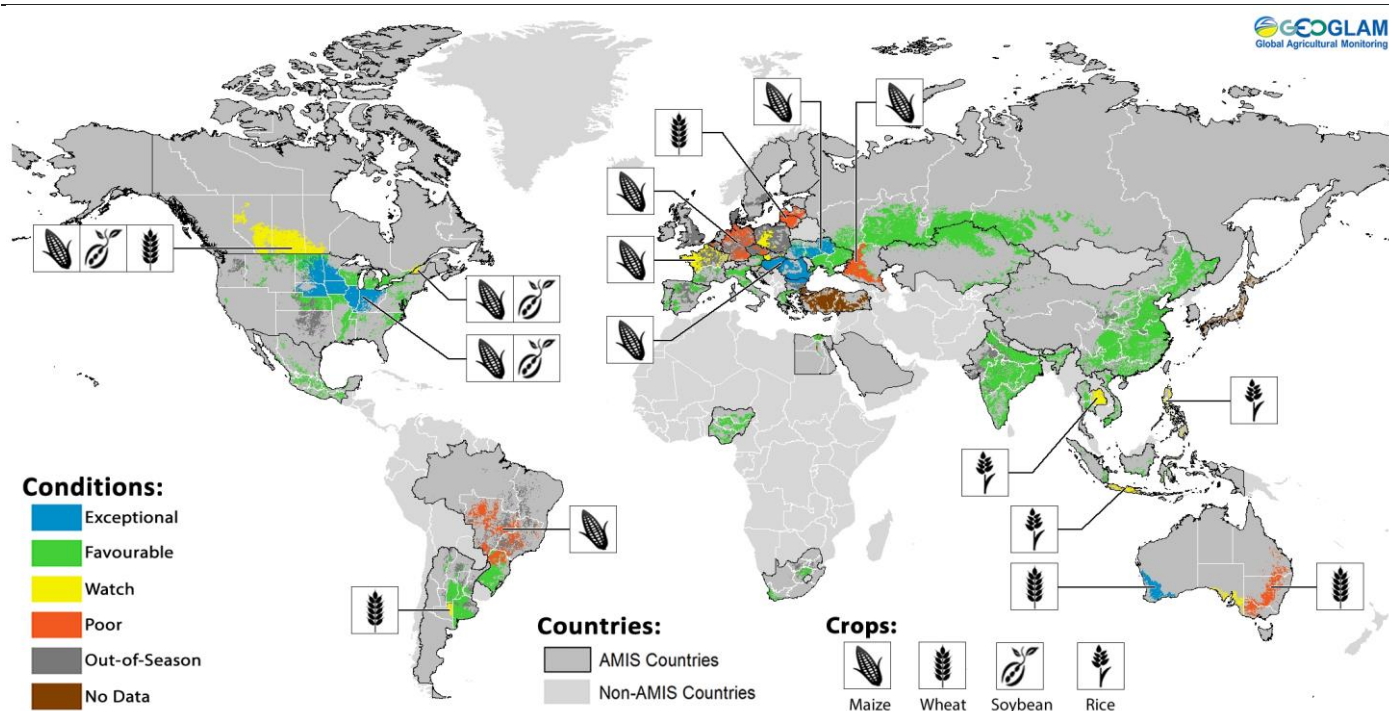 GEOGLAM
Global Agricultural Monitoring
Conditions:
Exceptional
Favourable
Watch
Poor
Out-of-Season
No Data
Countries:
AMIS Countries
Non-AMIS Countries
Crops:
Maize
Wheat
Soybean
Rice